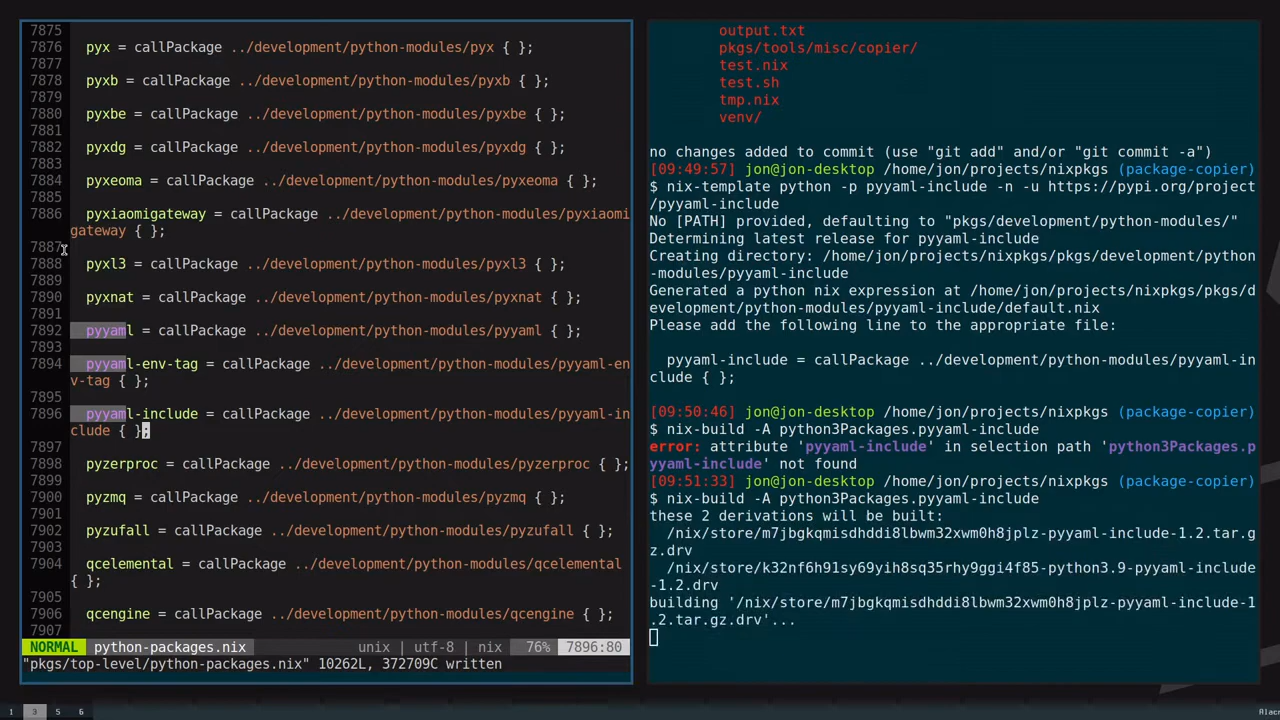 7875
7876   pyx = callPackage ../development/python-modules/pyx { };
7877
7878   pyxb = callPackage ../development/python-modules/pyxb { };
7879
7880   pyxbe = callPackage ../development/python-modules/pyxbe { };
7881
7882   pyxdg = callPackage ../development/python-modules/pyxdg { };
7883
7884   pyxeoma = callPackage ../development/python-modules/pyxeoma { };
7885
7886   pyxiaomigateway = callPackage ../development/python-modules/pyxiaomi
gateway { };
7887
7888   pyxl3 = callPackage ../development/python-modules/pyxl3 { };
7889
7890   pyxnat = callPackage ../development/python-modules/pyxnat { };
7891
7892   pyyaml = callPackage ../development/python-modules/pyyaml { };
7893
7894   pyyaml-env-tag = callPackage ../development/python-modules/pyyaml-en
v-tag { };
7895
7896   pyyaml-include = callPackage ../development/python-modules/pyyaml-in
clude { };
7897
7898   pyzerproc = callPackage ../development/python-modules/pyzerproc { };
7899
7900   pyzmq = callPackage ../development/python-modules/pyzmq { };
7901
7902   pyzufall = callPackage ../development/python-modules/pyzufall { };
7903
7904   qcelemental = callPackage ../development/python-modules/qcelemental
{ };
7905
7906   qcengine = callPackage ../development/python-modules/qcengine { };
7907
NORMAL python-packages.nix unix | utf-8 | nix 76% 7896:80
"pkgs/top-level/python-packages.nix" 10262L, 372709C written
output.txt
pkgs/tools/misc/copier/
test.nix
test.sh
tmp.nix
venv/
no changes added to commit (use "git add" and/or "git commit -a")
[09:49:57] jon@jon-desktop /home/jon/projects/nixpkgs (package-copier)
$ nix-template python -p pyyaml-include -n -u https://pypi.org/project
/pyyaml-include
No [PATH] provided, defaulting to "pkgs/development/python-modules/"
Determining latest release for pyyaml-include
Creating directory: /home/jon/projects/nixpkgs/pkgs/development/python
-modules/pyyaml-include
Generated a python nix expression at /home/jon/projects/nixpkgs/pkgs/d
evelopment/python-modules/pyyaml-include/default.nix
Please add the following line to the appropriate file:
pyyaml-include = callPackage ../development/python-modules/pyyaml-in
clude { };
[09:50:46] jon@jon-desktop /home/jon/projects/nixpkgs (package-copier)
$ nix-build -A python3Packages.pyyaml-include
error: attribute 'pyyaml-include' in selection path 'python3Packages.p
yyaml-include' not found
[09:51:33] jon@jon-desktop /home/jon/projects/nixpkgs (package-copier)
$ nix-build -A python3Packages.pyyaml-include
these 2 derivations will be built:
/nix/store/m7jbgkqmisdhddi8lbwm32xwm0h8jplz-pyyaml-include-1.2.tar.g
z.drv
/nix/store/k32nf6h91sy69yih8sq35rhy9ggi4f85-python3.9-pyyaml-include
-1.2.drv
building '/nix/store/m7jbgkqmisdhddi8lbwm32xwm0h8jplz-pyyaml-include-1
.2.tar.gz.drv'...
1 3 5 6
Alacr